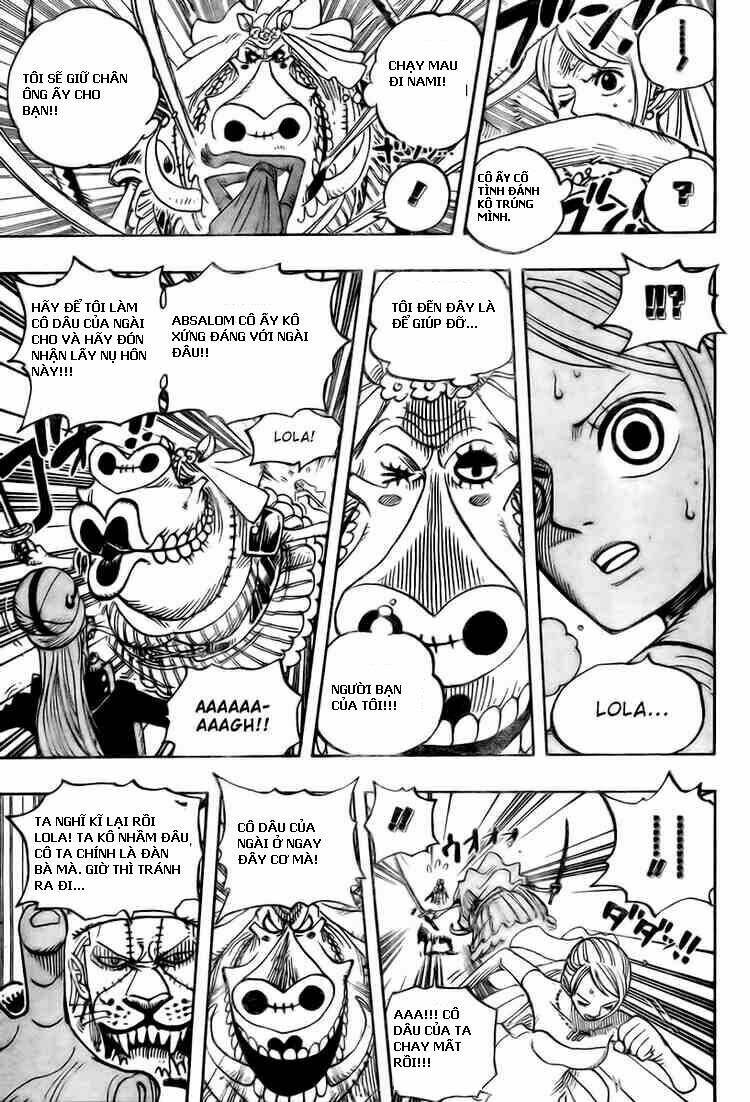 !
CÔ ẤY CỐ
TÌNH ĐÁNH
KÔ TRÚNG
MÌNH.
?
CHẠY MAU
ĐI NAMI!
!
TÔI SẼ GIỮ CHÂN
ÔNG ẤY CHO
BẠN!!
!!?
LOLA...
TÔI ĐẾN ĐÂY LÀ
ĐỂ GIÚP ĐỠ...
NGƯỜI BẠN
CỦA TÔI!!!
ABSALOM CÔ ẤY KÔ
XỨNG ĐÁNG VỚI NGÀI
ĐÂU!!
HÃY ĐỂ TÔI LÀM
CÔ DÂU CỦA NGÀI
CHO VÀ HÃY ĐÓN
NHẬN LẤY NỤ HÔN
NÀY!!!
LOLA!
AAAAAA-
AAAGH!!
!!
ダダッ!!
!!
AAA!!! CÔ
DÂU CỦA TA
CHẠY MẤT
RỒI!!!
CÔ DÂU CỦA
NGÀI Ở NGAY
ĐÂY CƠ MÀ!
TA NGHĨ KĨ LẠI RỒI
LOLA! TA KÔ NHẦM ĐÂU,
CÔ TA CHÍNH LÀ ĐÀN
BÀ MÀ. GIỜ THÌ TRÁNH
RA ĐI...